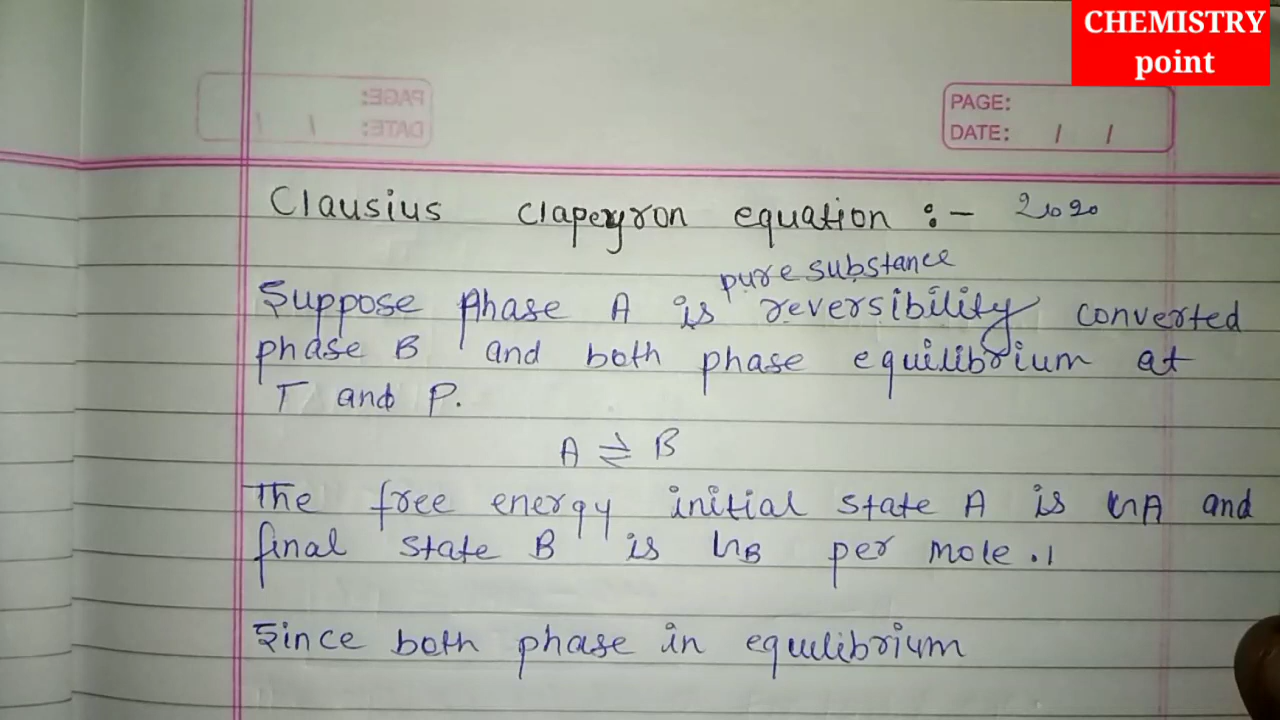 CHEMISTRY
point
PAGE:
DATE: / /
PAGE:
DATE: / /
Clausius clapeyron equation :- 2020
pure substance
Suppose phase A is reversibility converted
phase B and both phase equilibrium at
T and P.
A ⇌ B
The free energy initial state A is GA and
final state B is GB per mole .1
Since both phase in equilibrium